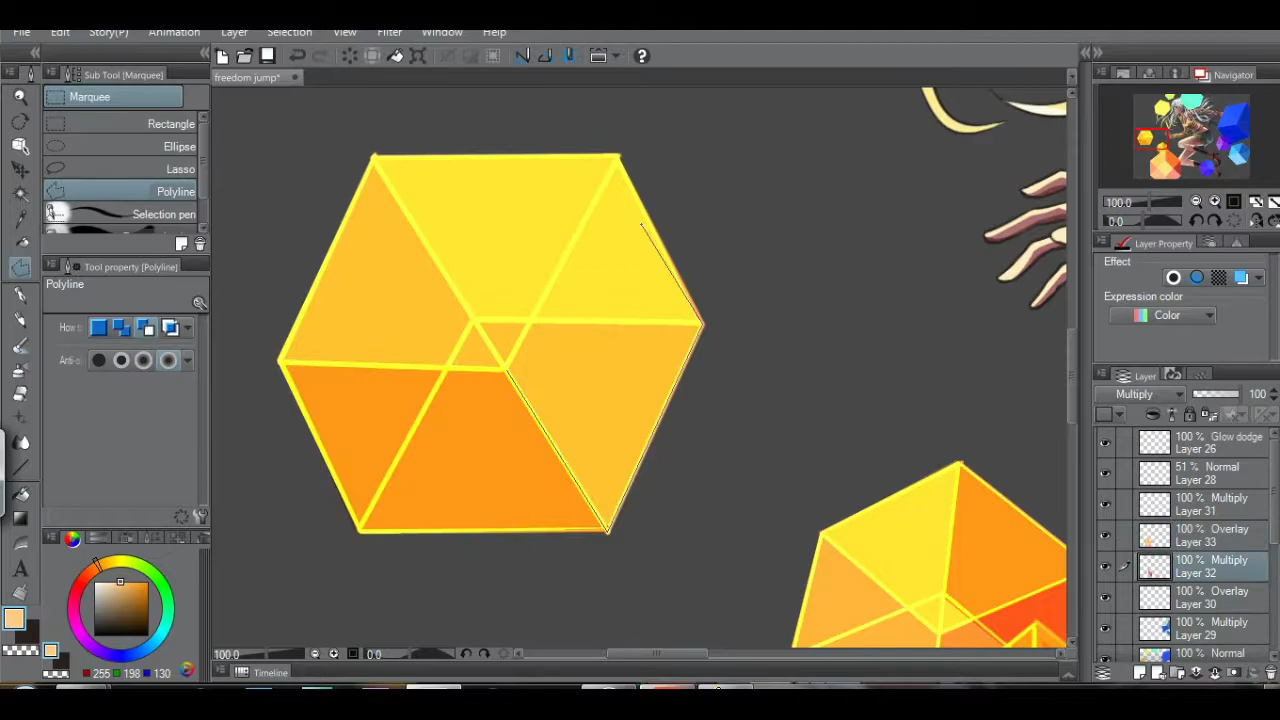 File Edit Story(P) Animation Layer Selection Filter Window Help
Sub Tool [Marquee]
freedom jump*
Navigator
Marquee
Rectangle
Ellipse
Lasso
Polyline
Selection pen
100.0
0.0
Layer Property
Tool property [Polyline]
Effect
Polyline
Expression color
Color
How to
Anti-a
Layer
Multiply 100
100 % Glow dodge
Layer 26
51 % Normal
Layer 28
100 % Multiply
Layer 31
100 % Overlay
Layer 33
100 % Multiply
Layer 32
100 % Overlay
Layer 30
100 % Multiply
Layer 29
100 % Normal
100.0 0.0
Timeline
255 198 130